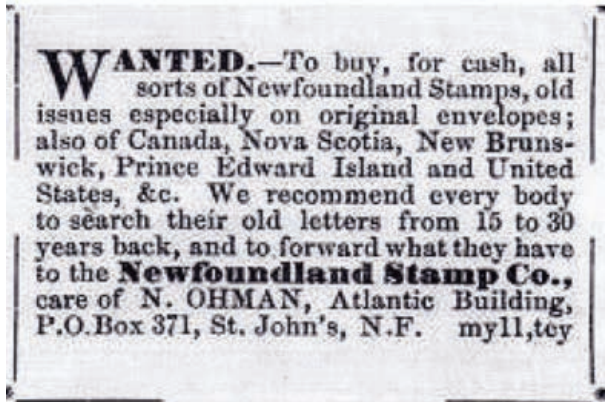 WANTED.—To buy, for cash, all
sorts of Newfoundland Stamps, old
issues especially on original envelopes;
also of Canada, Nova Scotia, New Bruns-
wick, Prince Edward Island and United
States, &c. We recommend every body
to search their old letters from 15 to 30
years back, and to forward what they have
to the Newfoundland Stamp Co.,
care of N. OHMAN, Atlantic Building,
P.O. Box 371, St. John's, N.F. my11,tey